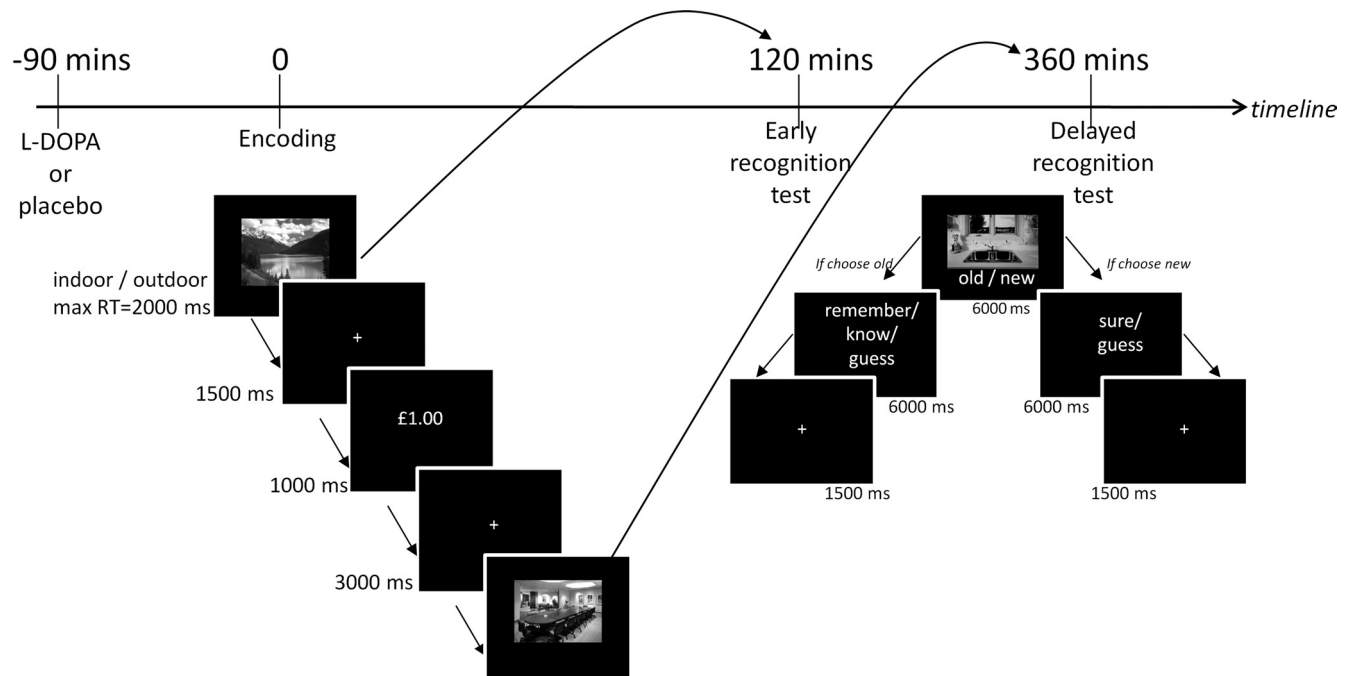 -90 mins
0
120 mins
360 mins
timeline
L-DOPA
or
placebo
Encoding
Early
recognition
test
Delayed
recognition
test
indoor / outdoor
max RT=2000 ms
+
1500 ms
£1.00
1000 ms
+
3000 ms
old / new
6000 ms
If choose old
If choose new
remember/
know/
guess
6000 ms
sure/
guess
6000 ms
+
1500 ms
+
1500 ms